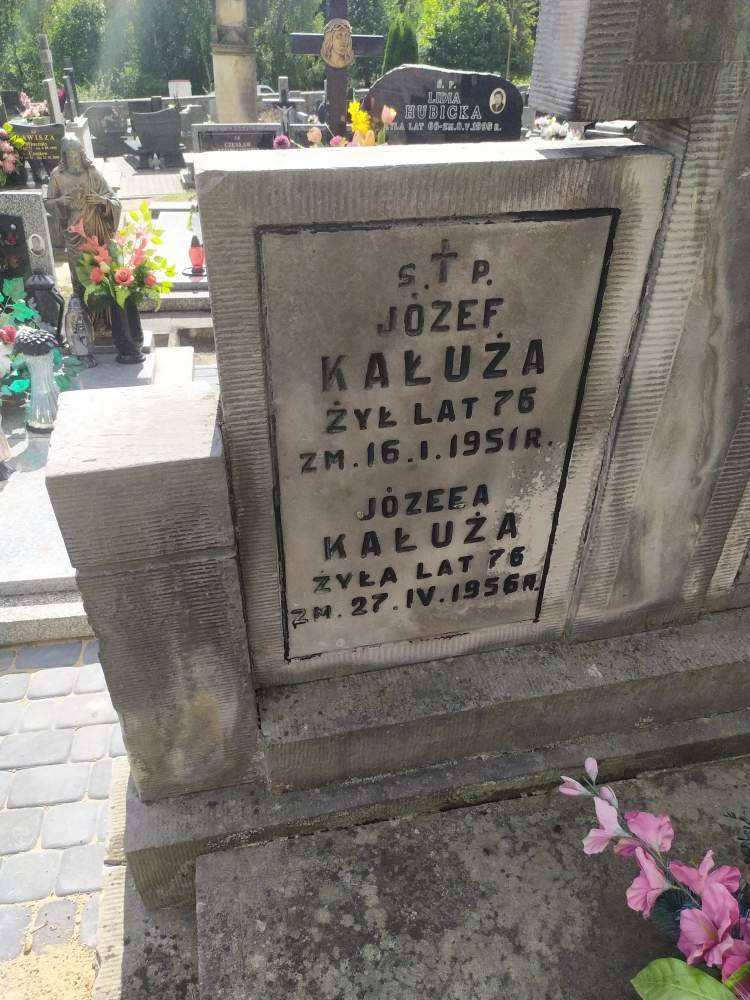 Ś. P.
LIDIA
HUBICKA
CZESŁAW
Ś. † P.
JÓZEF
KAŁUŻA
ŻYŁ LAT 76
ZM. 16. I. 1951 R.
JÓZEFA
KAŁUŻA
ŻYŁA LAT 76
ZM. 27. IV. 1956 R.